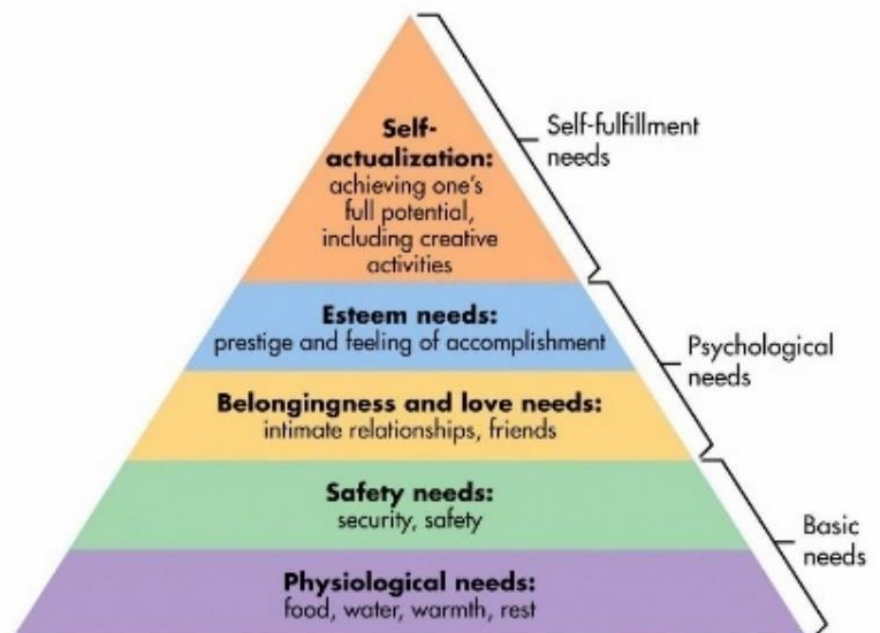 Self-
actualization:
achieving one's
full potential,
including creative
activities
Self-fulfillment
needs
Esteem needs:
prestige and feeling of accomplishment
Psychological
needs
Belongingness and love needs:
intimate relationships, friends
Safety needs:
security, safety
Basic
needs
Physiological needs:
food, water, warmth, rest